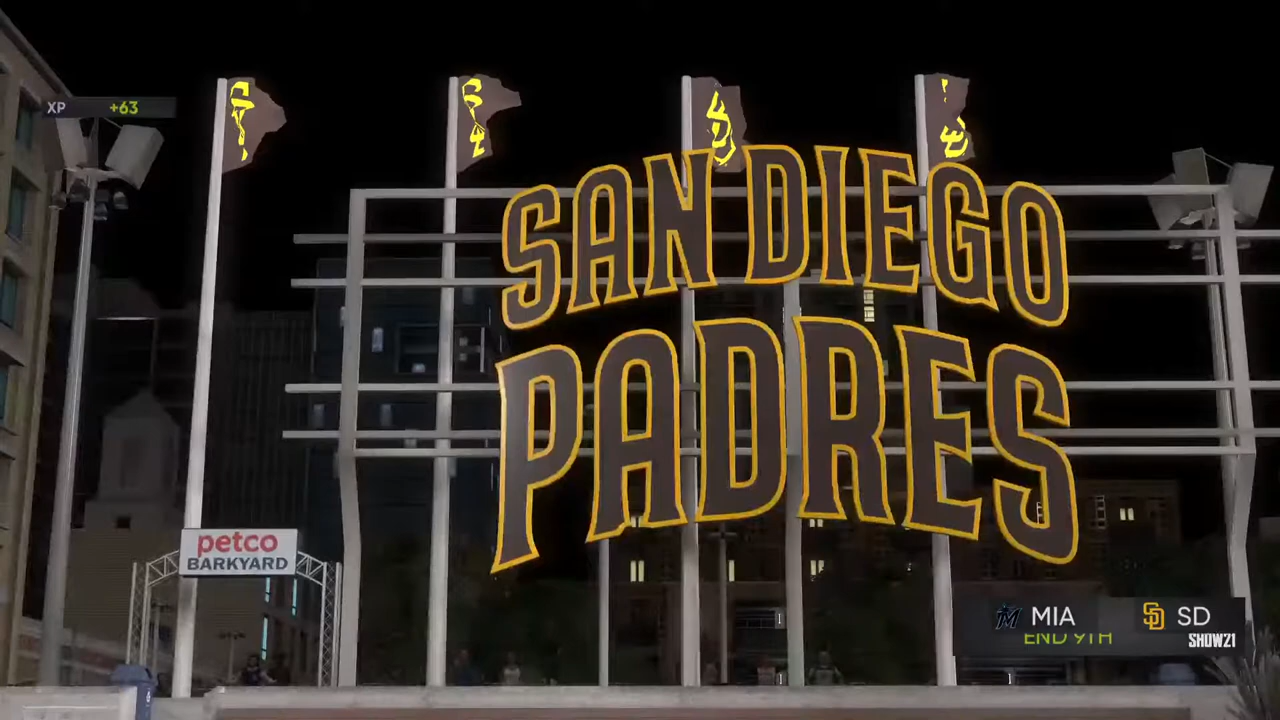 XP +63
SAN DIEGO
PADRES
petco
BARKYARD
MIA SD
END 9TH
SHOW21